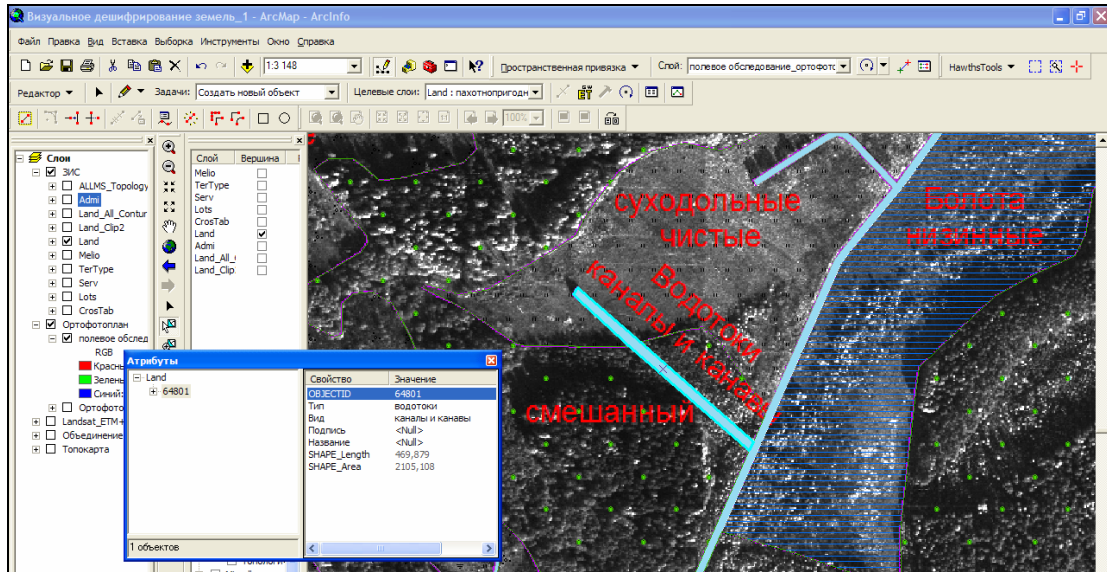 Визуальное дешифрирование земель_1 - ArcMap - ArcInfo
Файл Правка Вид Вставка Выборка Инструменты Окно Справка
1:3 148 Пространственная привязка Слой: полевое обследование_ортофото HawthsTools
Редактор Задачи: Создать новый объект Целевые слои: Land : пахотнопригодн
100%
Слои
ЗИС
ALLMS_Topology
Admi
Land_All_Contur
Land_Clip2
Land
Melio
TerType
Serv
Lots
CrosTab
Ортофотоплан
полевое обслед
RGB
Красны
Зелень
Синий:
Ортофото
Landsat_ETM+
Объединение
Топокарта
Слой Вершина
Melio
TerType
Serv
Lots
CrosTab
Land
Admi
Land_All_
Land_Clip
суходольные
чистые
Водотоки
каналы и канавы
Болота
низинные
смешанный
Атрибуты
Land
64801
Свойство Значение
OBJECTID 64801
Тип водотоки
Вид каналы и канавы
Подпись <Null>
Название <Null>
SHAPE_Length 469,879
SHAPE_Area 2105,108
1 объектов